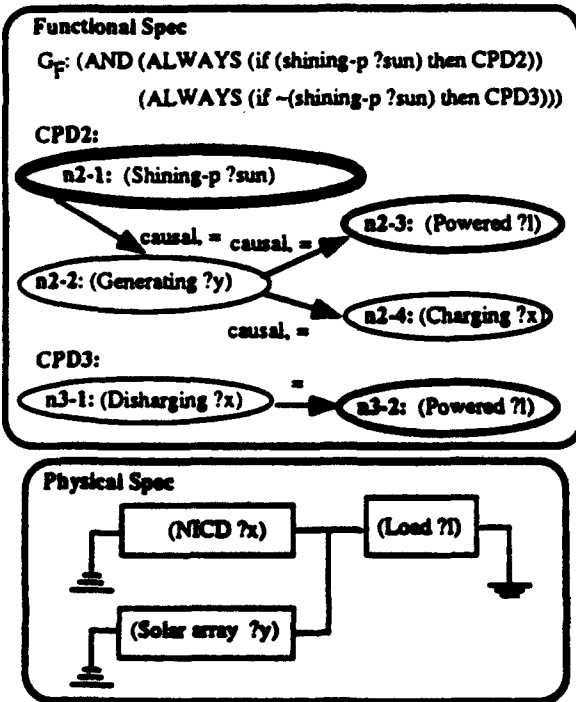 Functional Spec
G_F: (AND (ALWAYS (if (shining-p ?sun) then CPD2))
(ALWAYS (if ~(shining-p ?sun) then CPD3)))
CPD2:
n2-1: (Shining-p ?sun)
causal, = causal, =
n2-3: (Powered ?l)
n2-2: (Generating ?y)
n2-4: (Charging ?x)
causal, =
CPD3:
n3-1: (Disharging ?x)
=
n3-2: (Powered ?l)
Physical Spec
(NICD ?x)
(Load ?l)
(Solar array ?y)